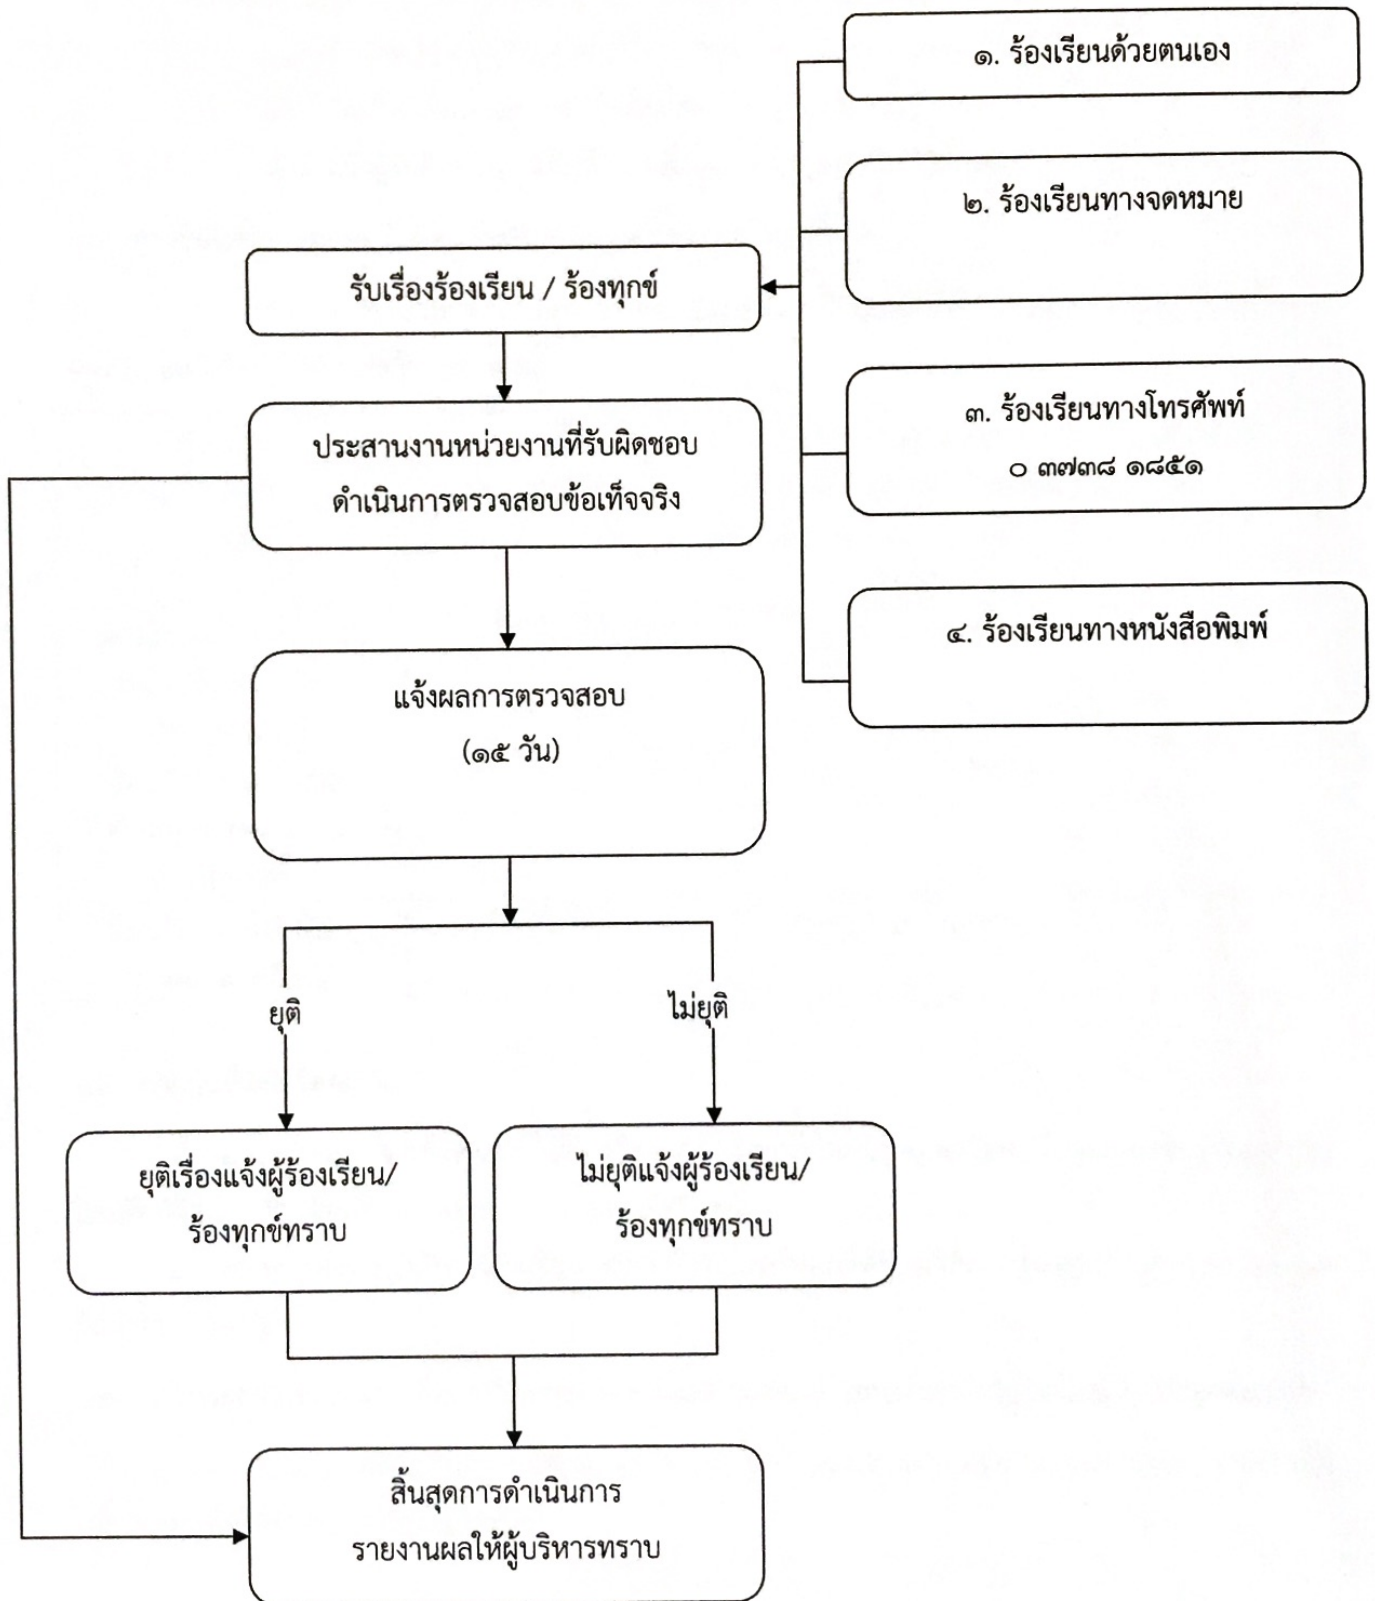 ๑. ร้องเรียนด้วยตนเอง
๒. ร้องเรียนทางจดหมาย
รับเรื่องร้องเรียน / ร้องทุกข์
๓. ร้องเรียนทางโทรศัพท์
๐ ๓๗๓๘ ๑๘๕๑
ประสานงานหน่วยงานที่รับผิดชอบ
ดำเนินการตรวจสอบข้อเท็จจริง
๔. ร้องเรียนทางหนังสือพิมพ์
แจ้งผลการตรวจสอบ
(๑๕ วัน)
ยุติ
ไม่ยุติ
ยุติเรื่องแจ้งผู้ร้องเรียน/
ร้องทุกข์ทราบ
ไม่ยุติแจ้งผู้ร้องเรียน/
ร้องทุกข์ทราบ
สิ้นสุดการดำเนินการ
รายงานผลให้ผู้บริหารทราบ